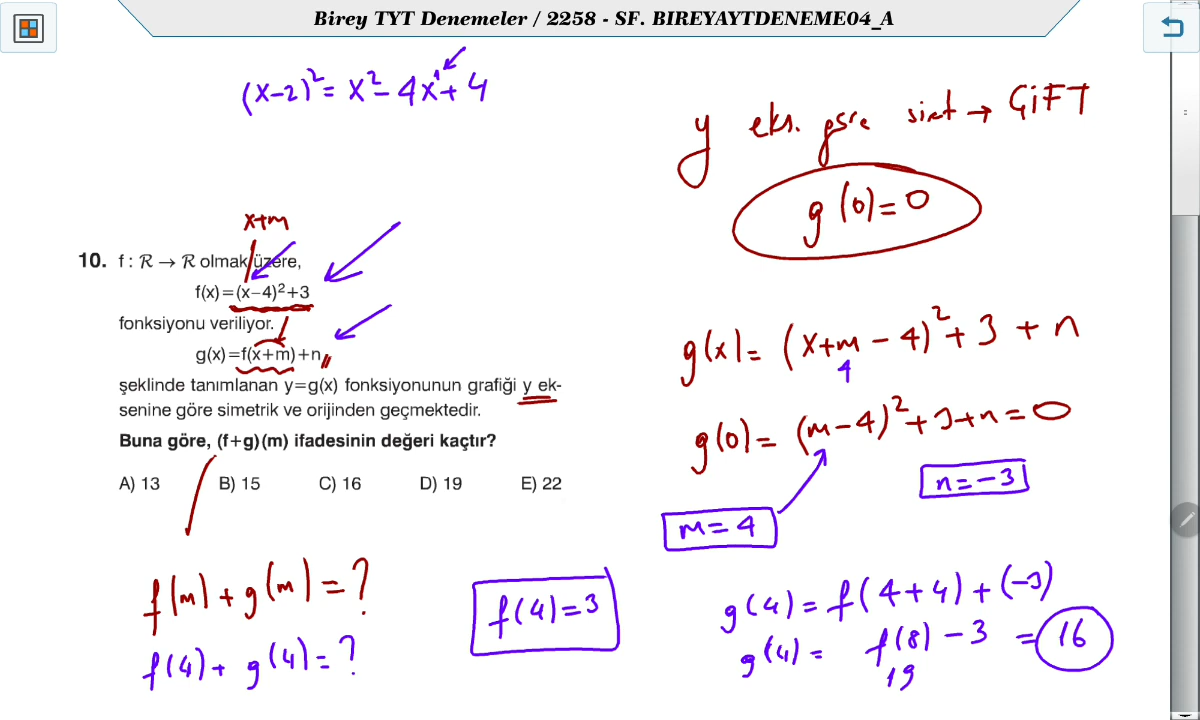 Birey TYT Denemeler / 2258 - SF. BIREYAYTDENEME04_A
(x-2)² = x² - 4x¹ + 4
y eks. göre simt → ÇİFT
g(0)=0
x+m
10. f : R → R olmak üzere,
f(x)=(x−4)²+3
fonksiyonu veriliyor.
g(x)=f(x+m)+n
şeklinde tanımlanan y=g(x) fonksiyonunun grafiği y ek-
senine göre simetrik ve orijinden geçmektedir.
Buna göre, (f+g)(m) ifadesinin değeri kaçtır?
A) 13 B) 15 C) 16 D) 19 E) 22
g(x)= (x+m-4)²+3+n
4
g(0)= (m-4)²+3+n=0
n=-3
m=4
f(m)+g(m)=?
f(4)+g(4)=?
f(4)=3
g(4)=f(4+4)+(-3)
g(4)= f(8)-3 =16
19